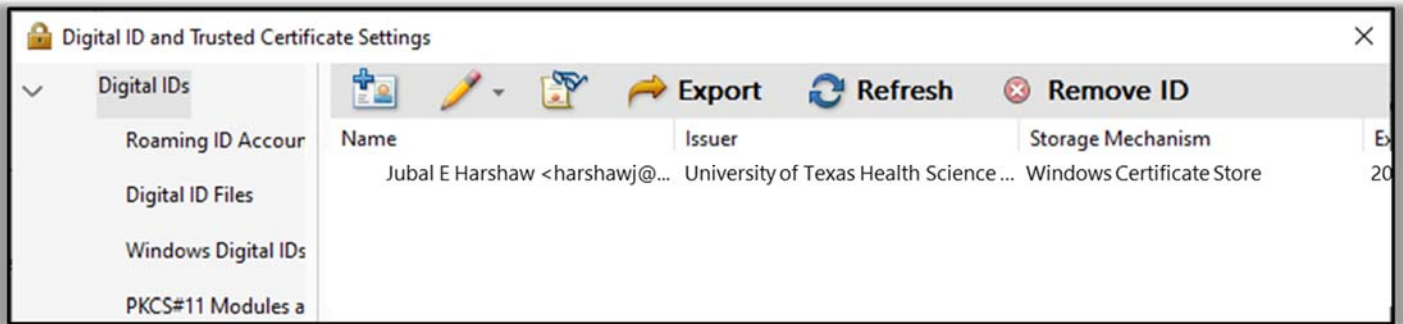 Digital ID and Trusted Certificate Settings
Digital IDs
Roaming ID Accour
Digital ID Files
Windows Digital IDs
PKCS#11 Modules a
Export Refresh Remove ID
Name Issuer Storage Mechanism Ex
Jubal E Harshaw <harshawj@... University of Texas Health Science ... Windows Certificate Store 20